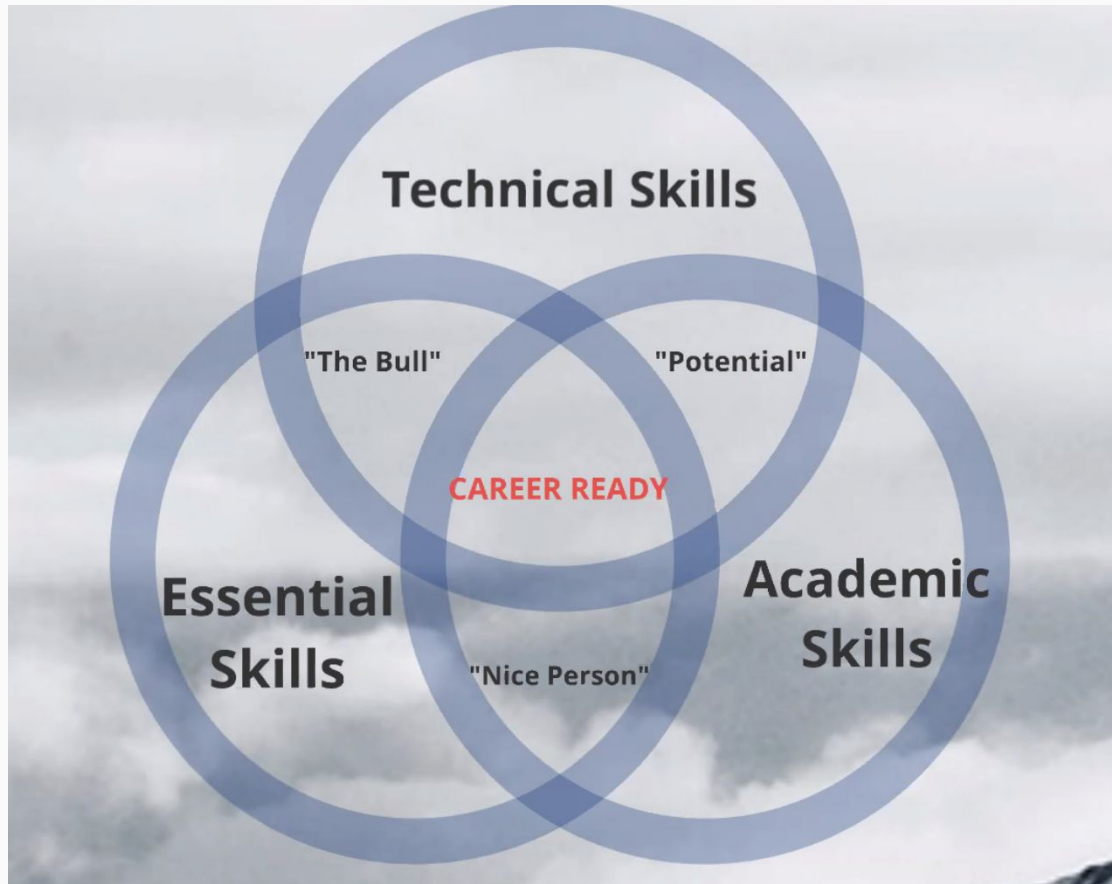 Technical Skills
"The Bull"
"Potential"
CAREER READY
Essential
Skills
Academic
Skills
"Nice Person"